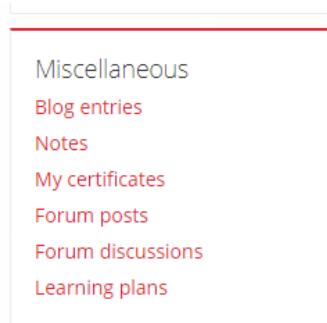 Miscellaneous
Blog entries
Notes
My certificates
Forum posts
Forum discussions
Learning plans